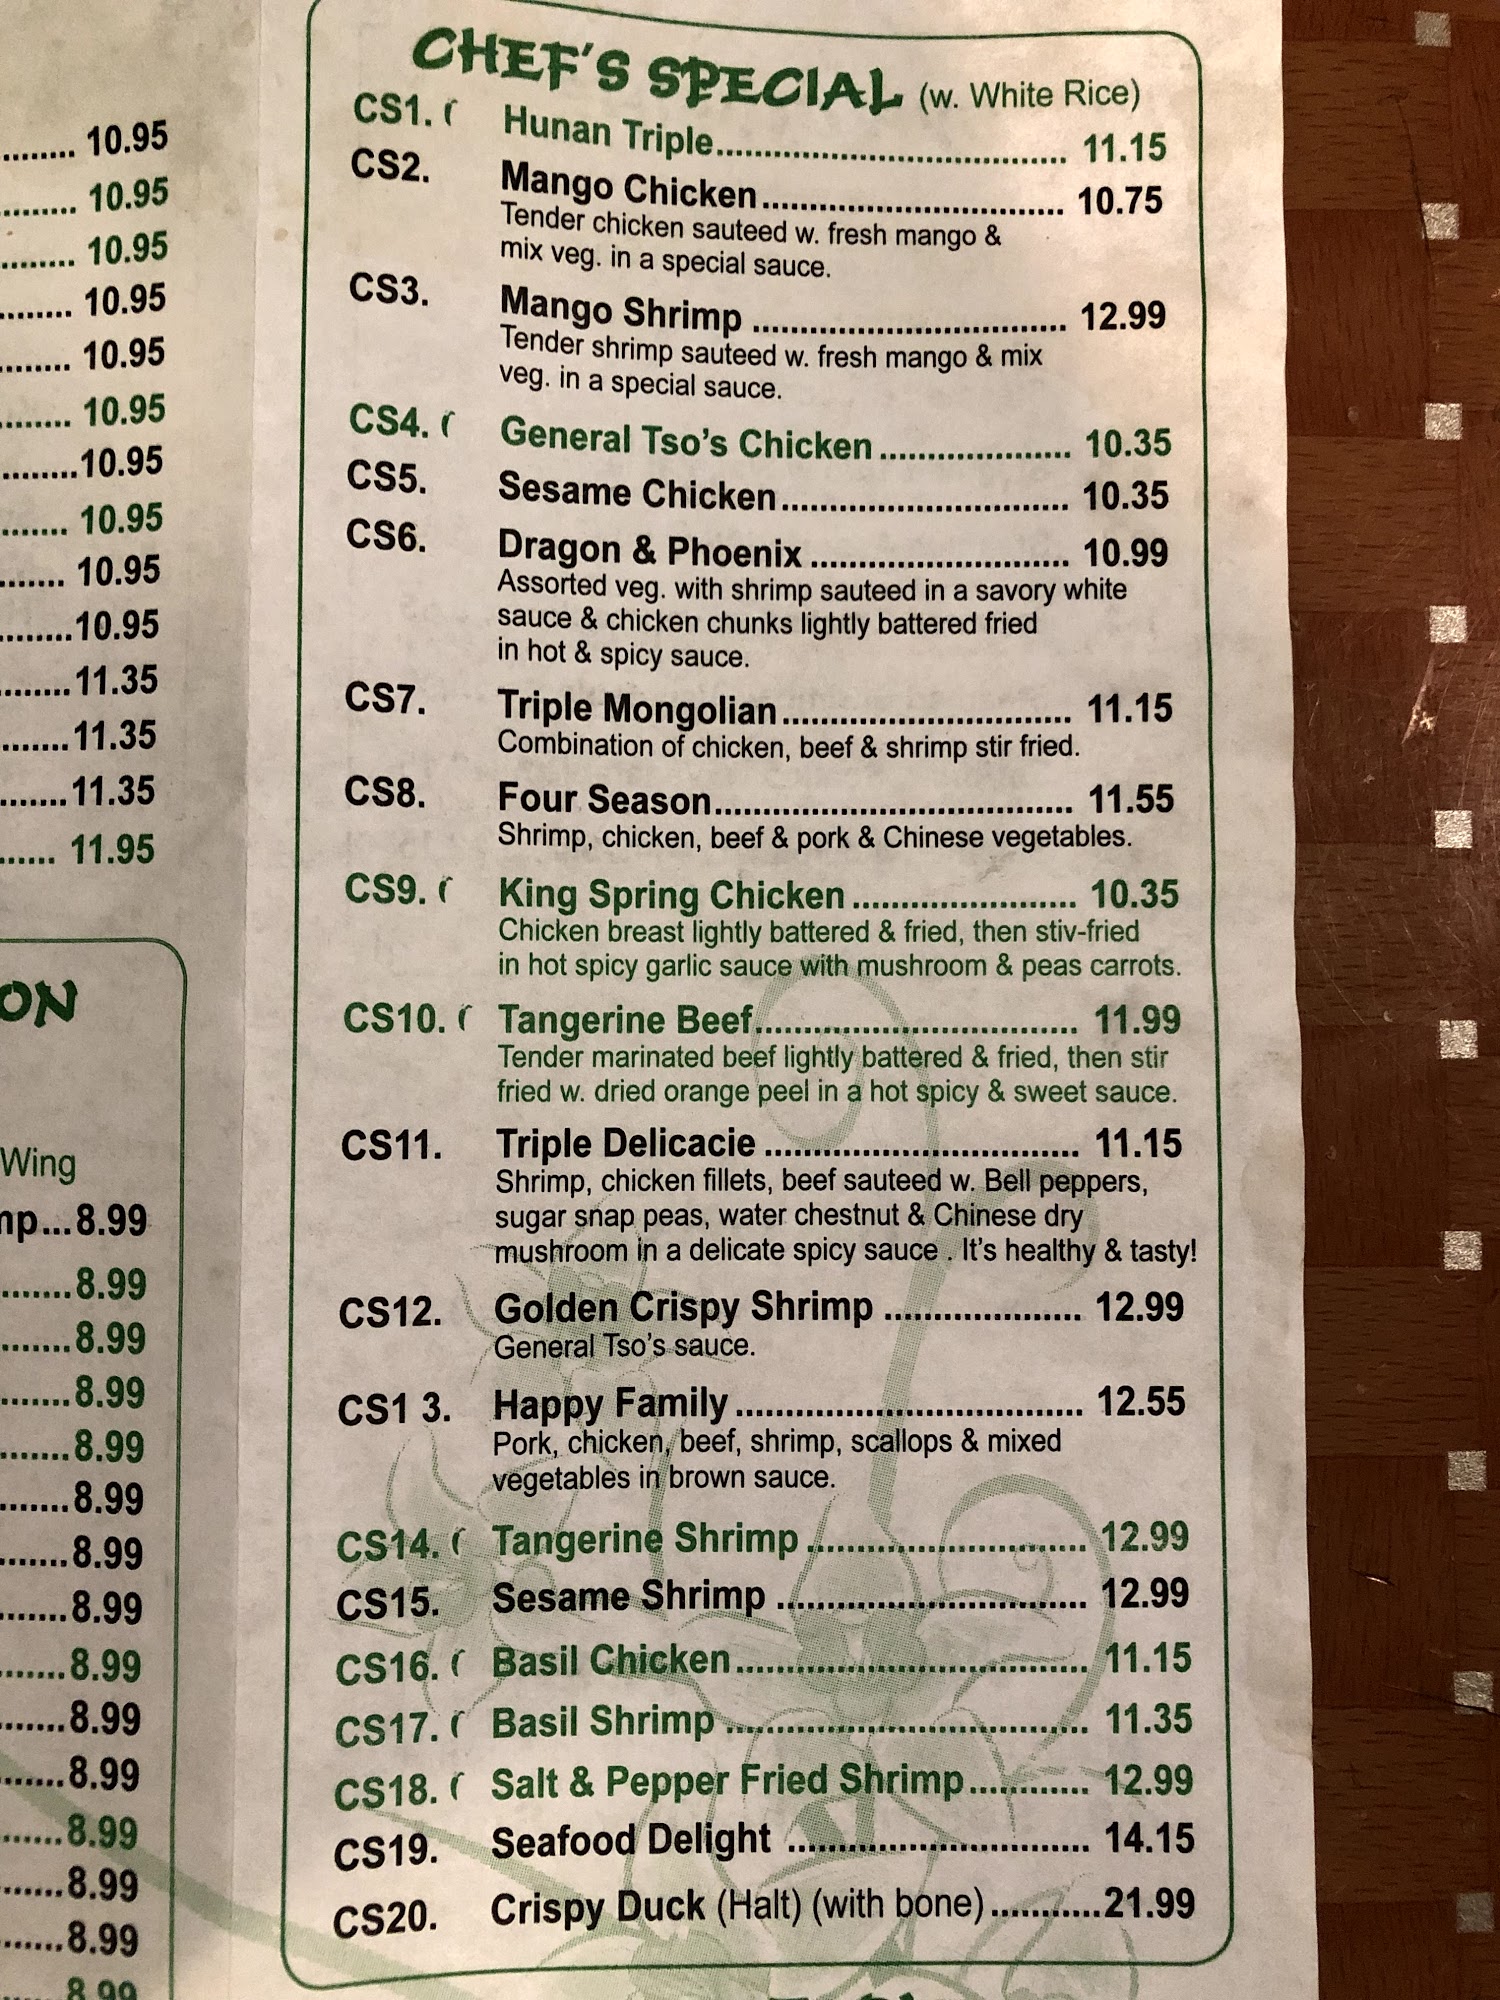 10.95
10.95
10.95
10.95
10.95
10.95
10.95
10.95
10.95
10.95
11.35
11.35
11.35
11.95
ON
Wing
mp...8.99
8.99
8.99
8.99
8.99
8.99
8.99
8.99
8.99
8.99
8.99
8.99
8.99
8.99
8.99
CHEF'S SPECIAL (w. White Rice)
CS1. Hunan Triple 11.15
CS2. Mango Chicken 10.75
Tender chicken sauteed w. fresh mango &
mix veg. in a special sauce.
CS3. Mango Shrimp 12.99
Tender shrimp sauteed w. fresh mango & mix
veg. in a special sauce.
CS4. General Tso's Chicken 10.35
CS5. Sesame Chicken 10.35
CS6. Dragon & Phoenix 10.99
Assorted veg. with shrimp sauteed in a savory white
sauce & chicken chunks lightly battered fried
in hot & spicy sauce.
CS7. Triple Mongolian 11.15
Combination of chicken, beef & shrimp stir fried.
CS8. Four Season 11.55
Shrimp, chicken, beef & pork & Chinese vegetables.
CS9. King Spring Chicken 10.35
Chicken breast lightly battered & fried, then stiv-fried
in hot spicy garlic sauce with mushroom & peas carrots.
CS10. Tangerine Beef 11.99
Tender marinated beef lightly battered & fried, then stir
fried w. dried orange peel in a hot spicy & sweet sauce.
CS11. Triple Delicacie 11.15
Shrimp, chicken fillets, beef sauteed w. Bell peppers,
sugar snap peas, water chestnut & Chinese dry
mushroom in a delicate spicy sauce . It's healthy & tasty!
CS12. Golden Crispy Shrimp 12.99
General Tso's sauce.
CS1 3. Happy Family 12.55
Pork, chicken, beef, shrimp, scallops & mixed
vegetables in brown sauce.
CS14. Tangerine Shrimp 12.99
CS15. Sesame Shrimp 12.99
CS16. Basil Chicken 11.15
CS17. Basil Shrimp 11.35
CS18. Salt & Pepper Fried Shrimp 12.99
CS19. Seafood Delight 14.15
CS20. Crispy Duck (Halt) (with bone) 21.99